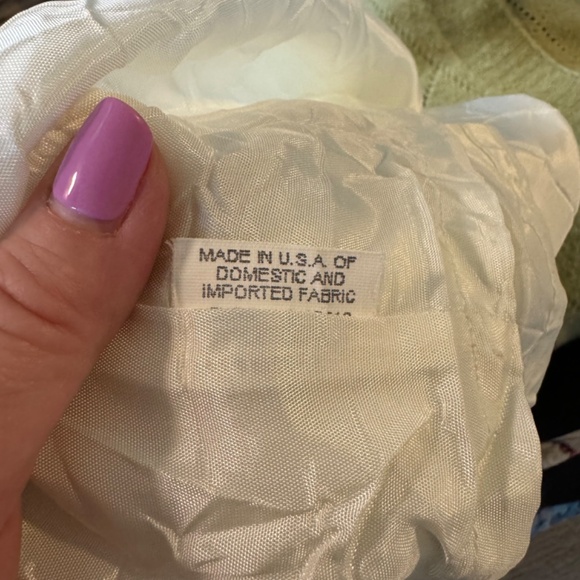 MADE IN U.S.A. OF
DOMESTIC AND
IMPORTED FABRIC